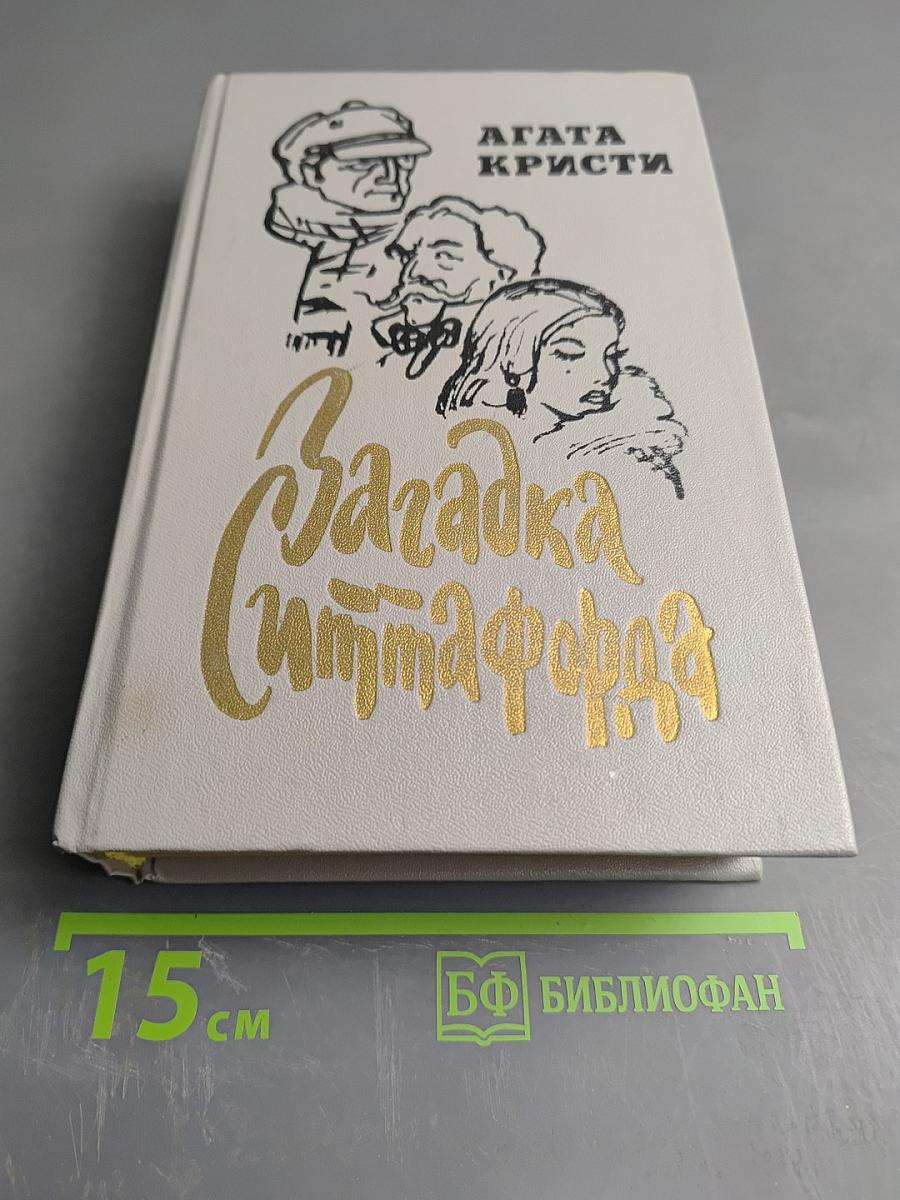 АГАТА
КРИСТИ
Загадка
Ситтафорда
15 см
БФ БИБЛИОФАН